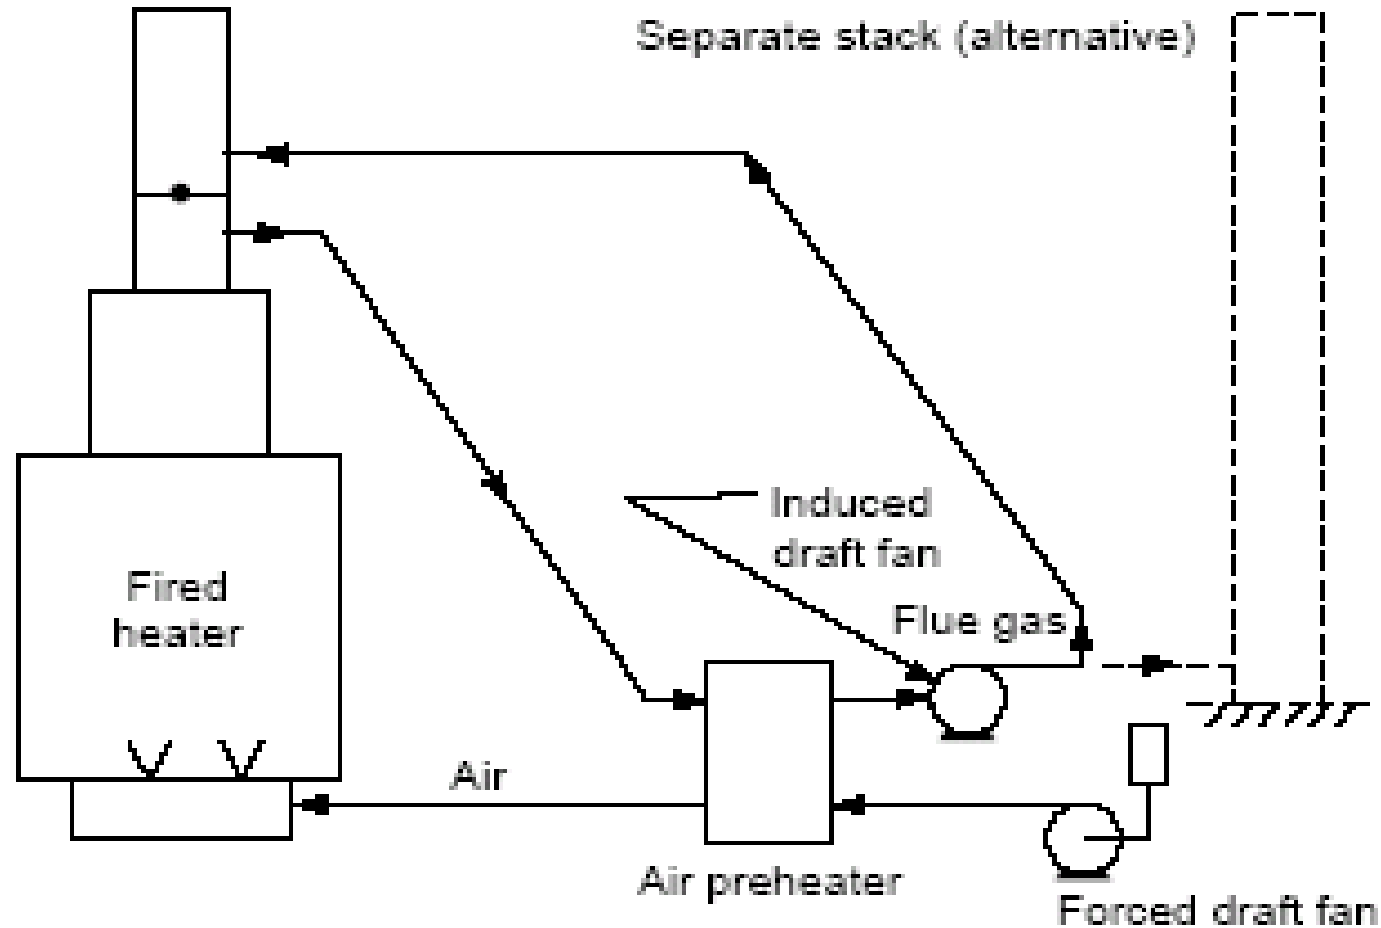 Separate stack (alternative)
Induced
draft fan
Fired
heater
Flue gas
Air
Air preheater
Forced draft fan